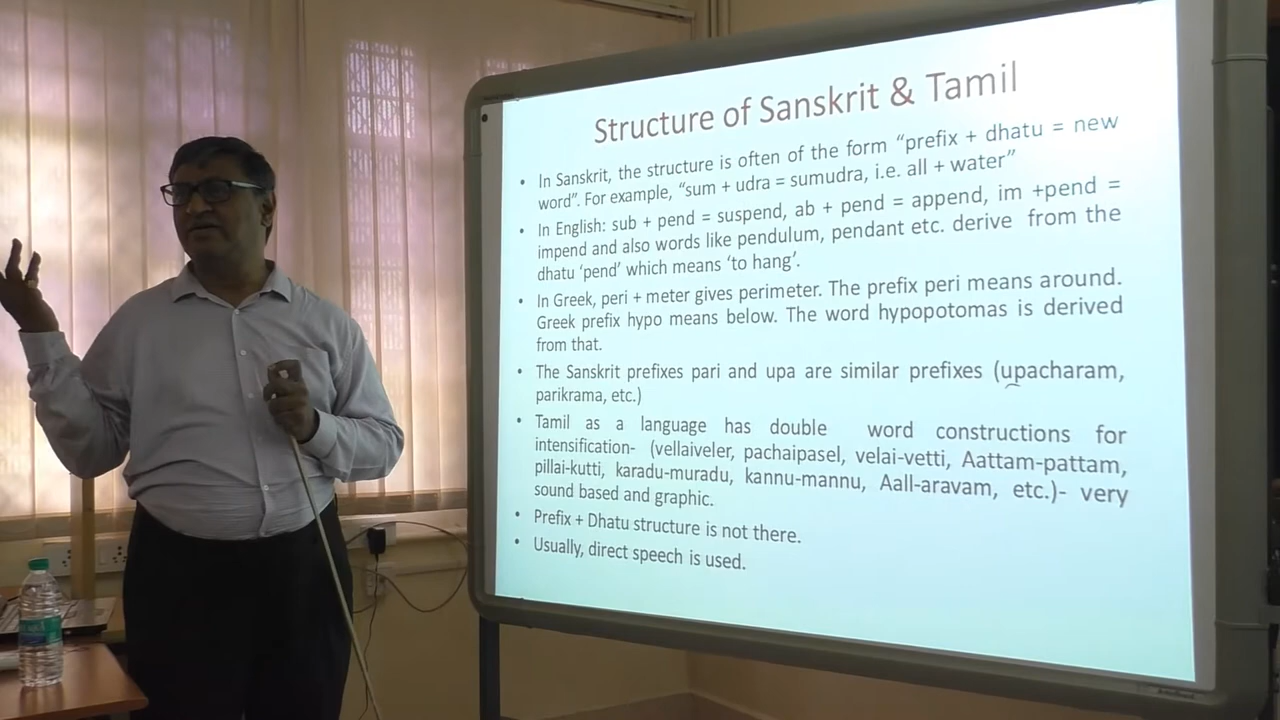 Structure of Sanskrit & Tamil
• In Sanskrit, the structure is often of the form “prefix + dhatu = new
word”. For example, “sum + udra = sumudra, i.e. all + water”
• In English: sub + pend = suspend, ab + pend = append, im +pend =
impend and also words like pendulum, pendant etc. derive from the
dhatu ‘pend’ which means ‘to hang’.
• In Greek, peri + meter gives perimeter. The prefix peri means around.
Greek prefix hypo means below. The word hypopotomas is derived
from that.
• The Sanskrit prefixes pari and upa are similar prefixes (upacharam,
parikrama, etc.)
• Tamil as a language has double word constructions for
intensification- (vellaiveler, pachaipasel, velai-vetti, Aattam-pattam,
pillai-kutti, karadu-muradu, kannu-mannu, Aall-aravam, etc.)- very
sound based and graphic.
• Prefix + Dhatu structure is not there.
• Usually, direct speech is used.